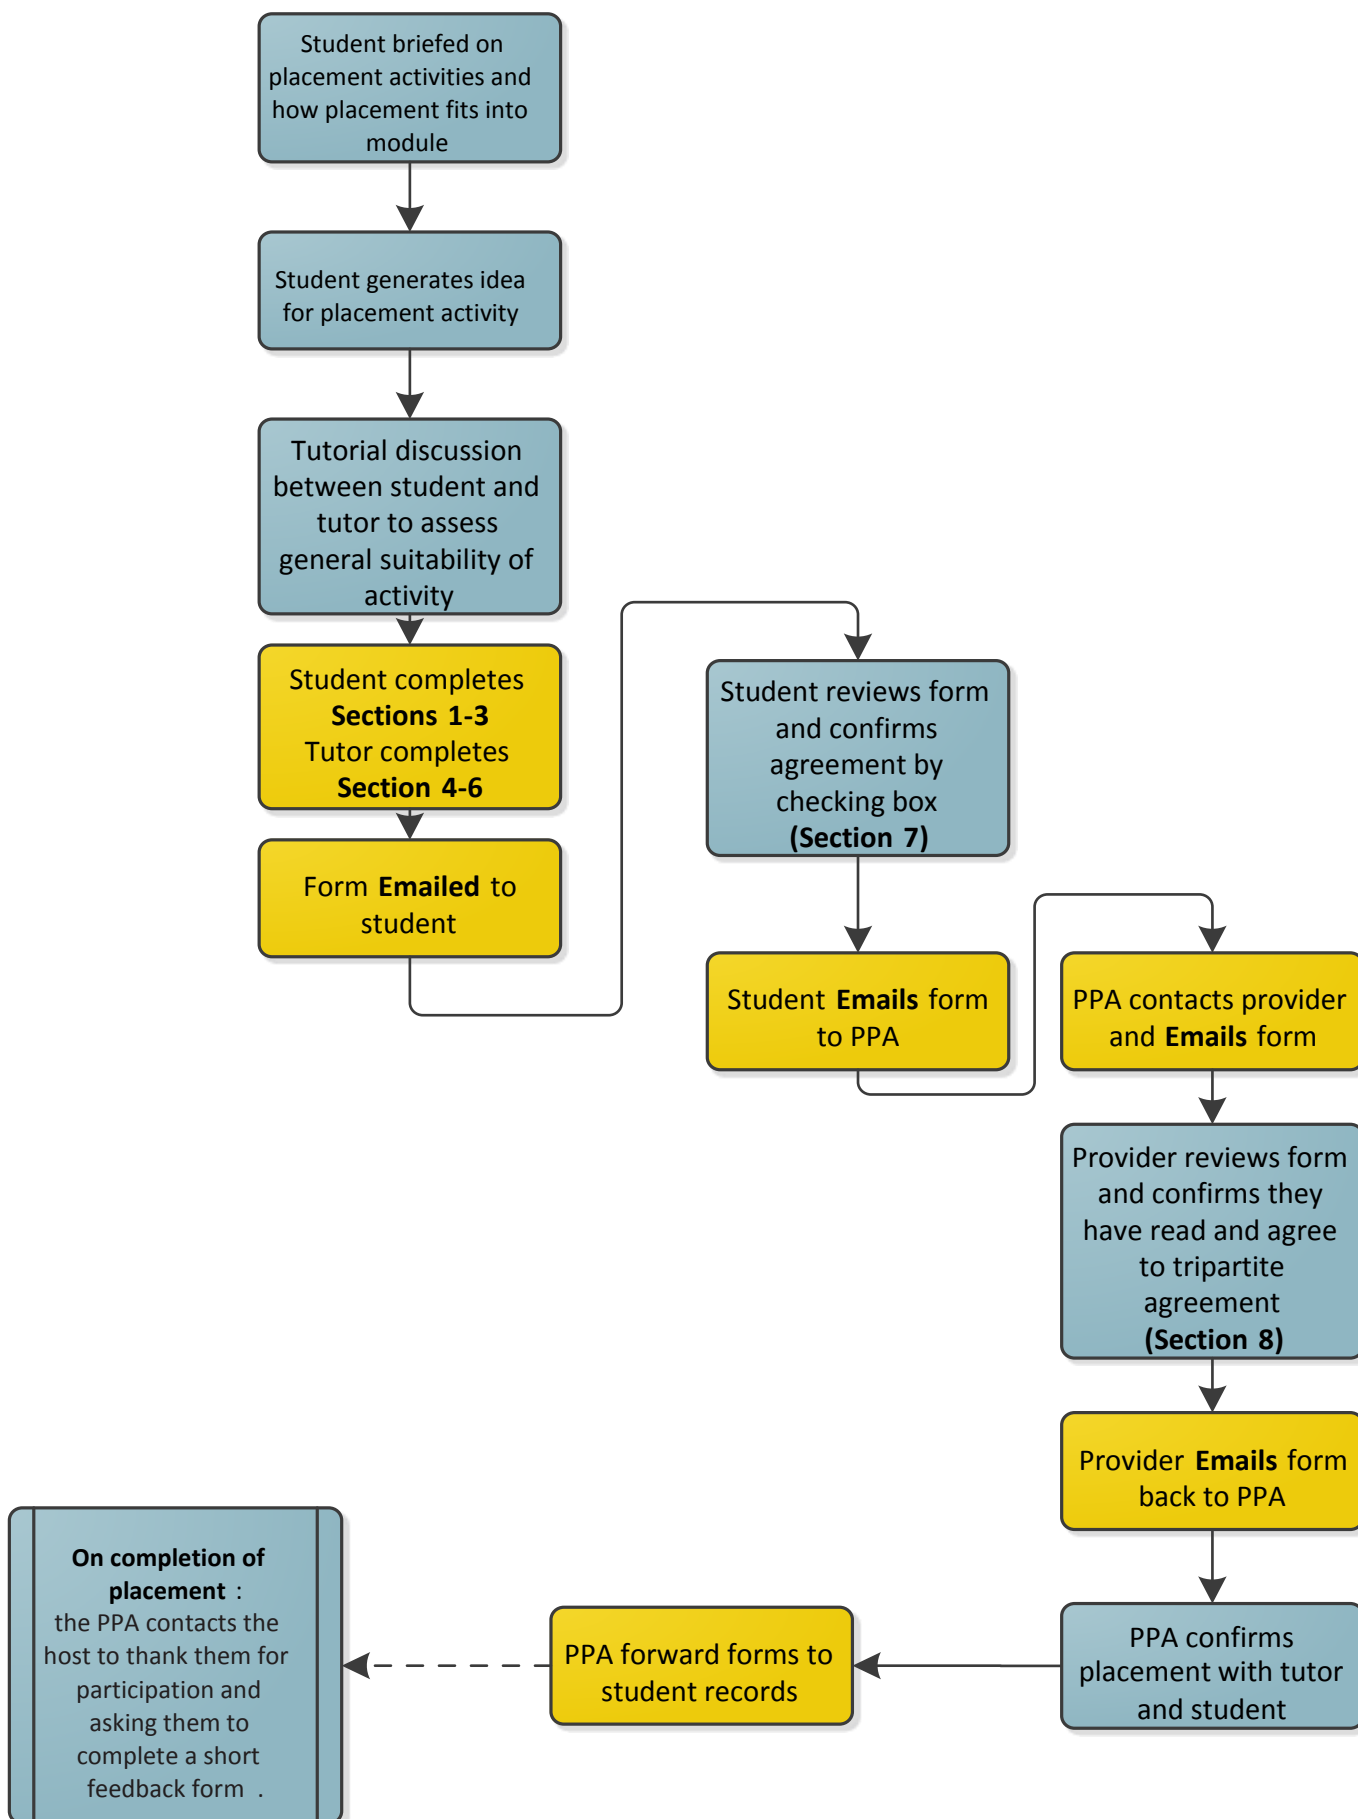 Student briefed on
placement activities and
how placement fits into
module
Student generates idea
for placement activity
Tutorial discussion
between student and
tutor to assess
general suitability of
activity
Student completes
Sections 1-3
Tutor completes
Section 4-6
Form Emailed to
student
Student reviews form
and confirms
agreement by
checking box
(Section 7)
Student Emails form
to PPA
PPA contacts provider
and Emails form
Provider reviews form
and confirms they
have read and agree
to tripartite
agreement
(Section 8)
Provider Emails form
back to PPA
PPA confirms
placement with tutor
and student
PPA forward forms to
student records
On completion of
placement :
the PPA contacts the
host to thank them for
participation and
asking them to
complete a short
feedback form .